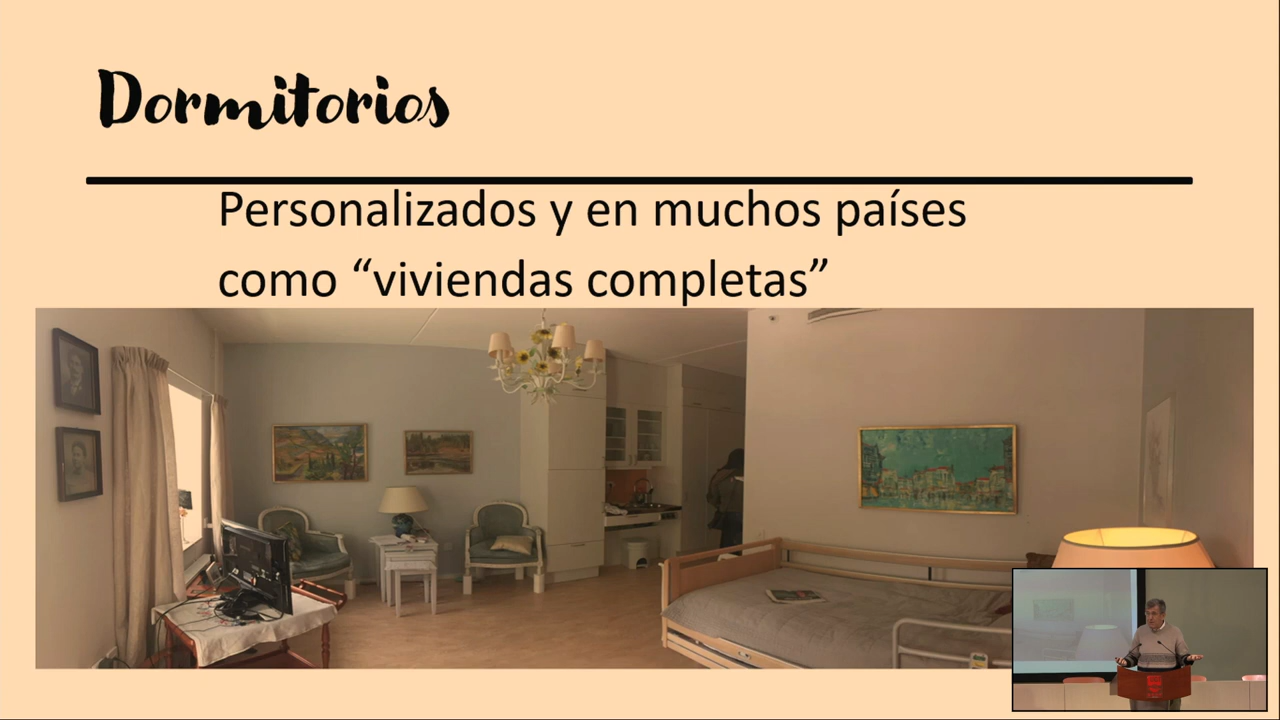 Dormitorios
Personalizados y en muchos países
como “viviendas completas”